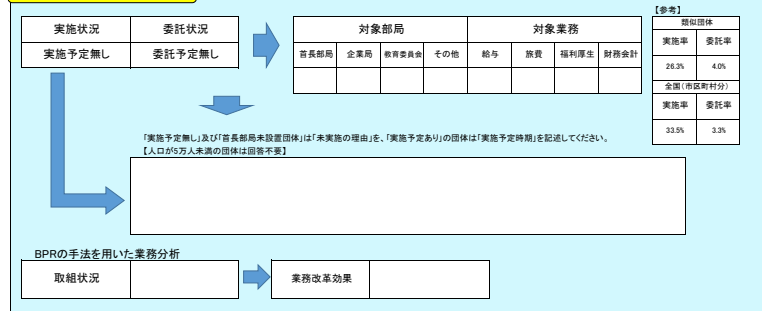 【参考】
実施状況 委託状況 対象部局 対象業務 類似団体
実施予定無し 委託予定無し 首長部局 企業局 教育委員会 その他 給与 旅費 福利厚生 財務会計 実施率 委託率
26.3% 4.0%
全国(市区町村分)
実施率 委託率
33.5% 3.3%
「実施予定無し」及び「首長部局未設置団体」は「未実施の理由」を、「実施予定あり」の団体は「実施予定時期」を記述してください。
【人口が5万人未満の団体は回答不要】
BPRの手法を用いた業務分析
取組状況 業務改革効果